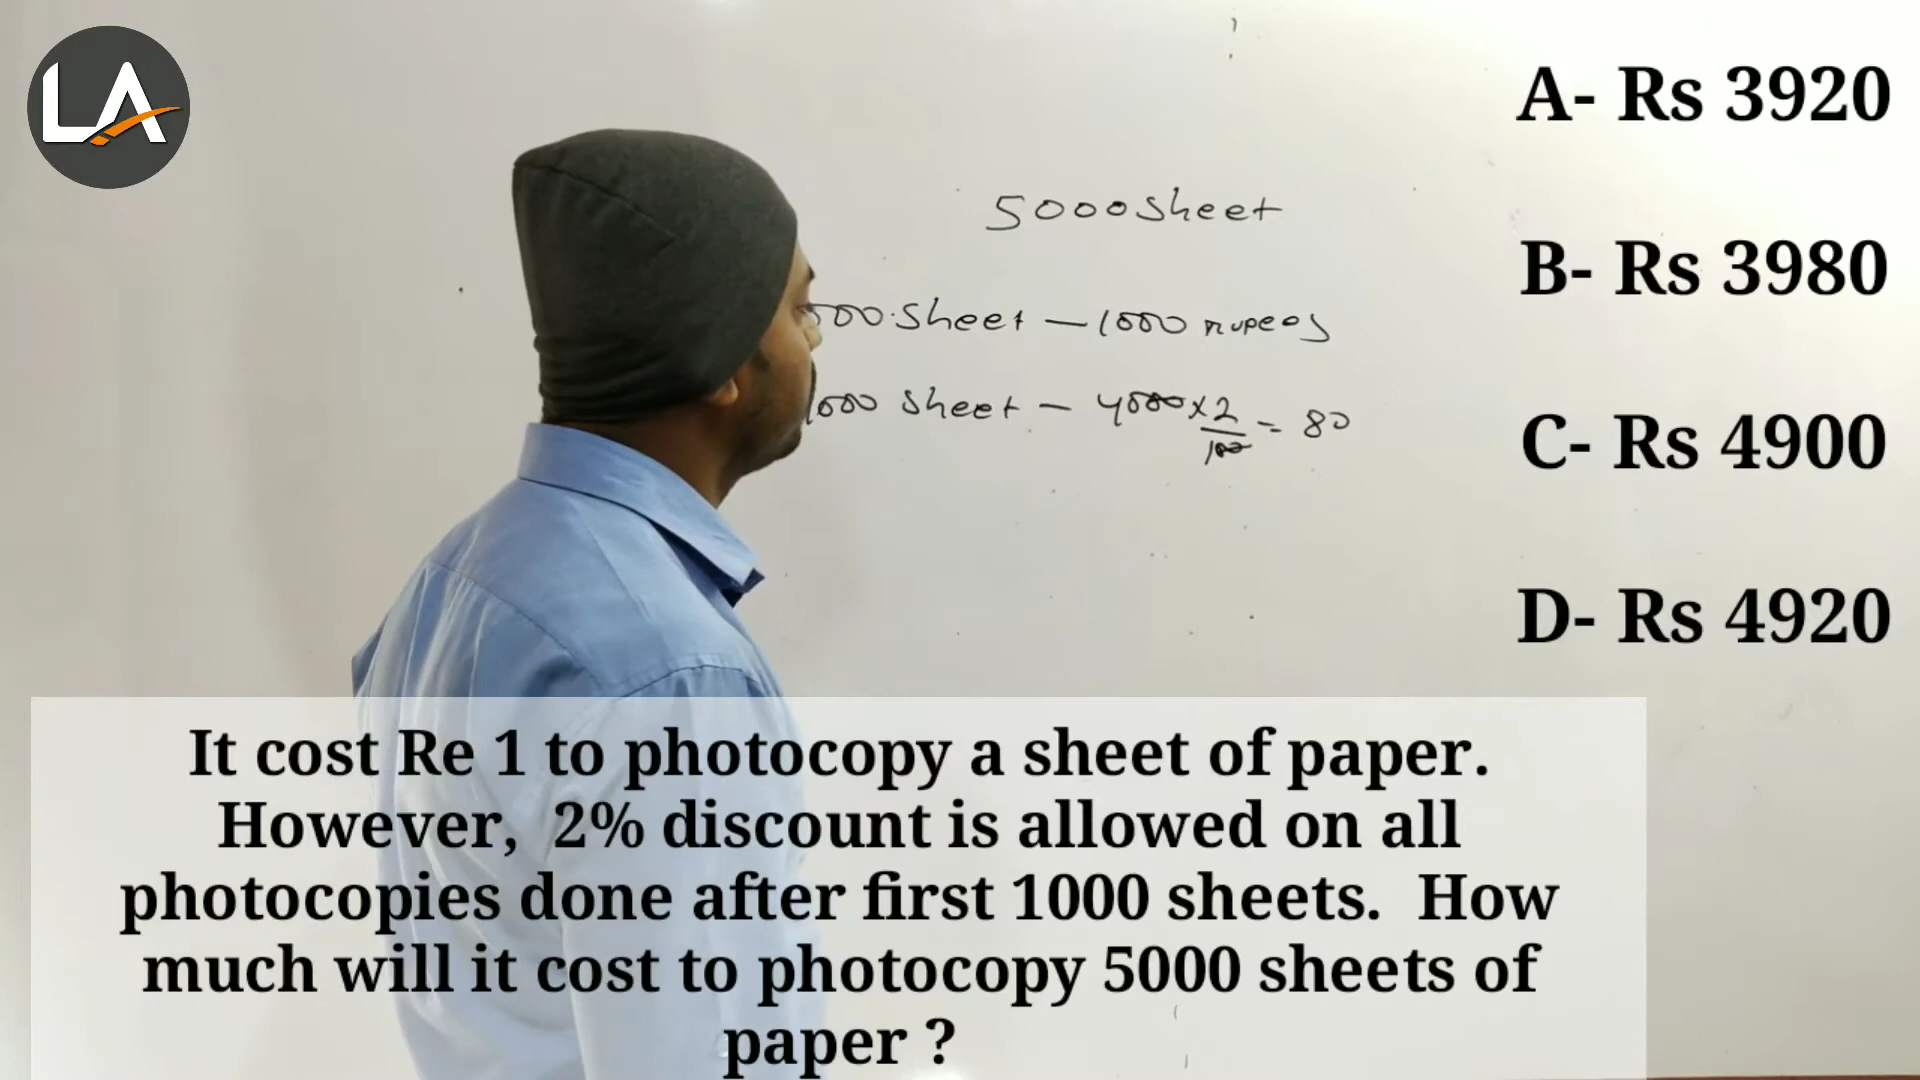 LA
A- Rs 3920
5000 Sheet
B- Rs 3980
Sheet — 1000 rupees
Sheet — 4000 × 2/100 = 80
C- Rs 4900
D- Rs 4920
It cost Re 1 to photocopy a sheet of paper.
However, 2% discount is allowed on all
photocopies done after first 1000 sheets. How
much will it cost to photocopy 5000 sheets of
paper ?